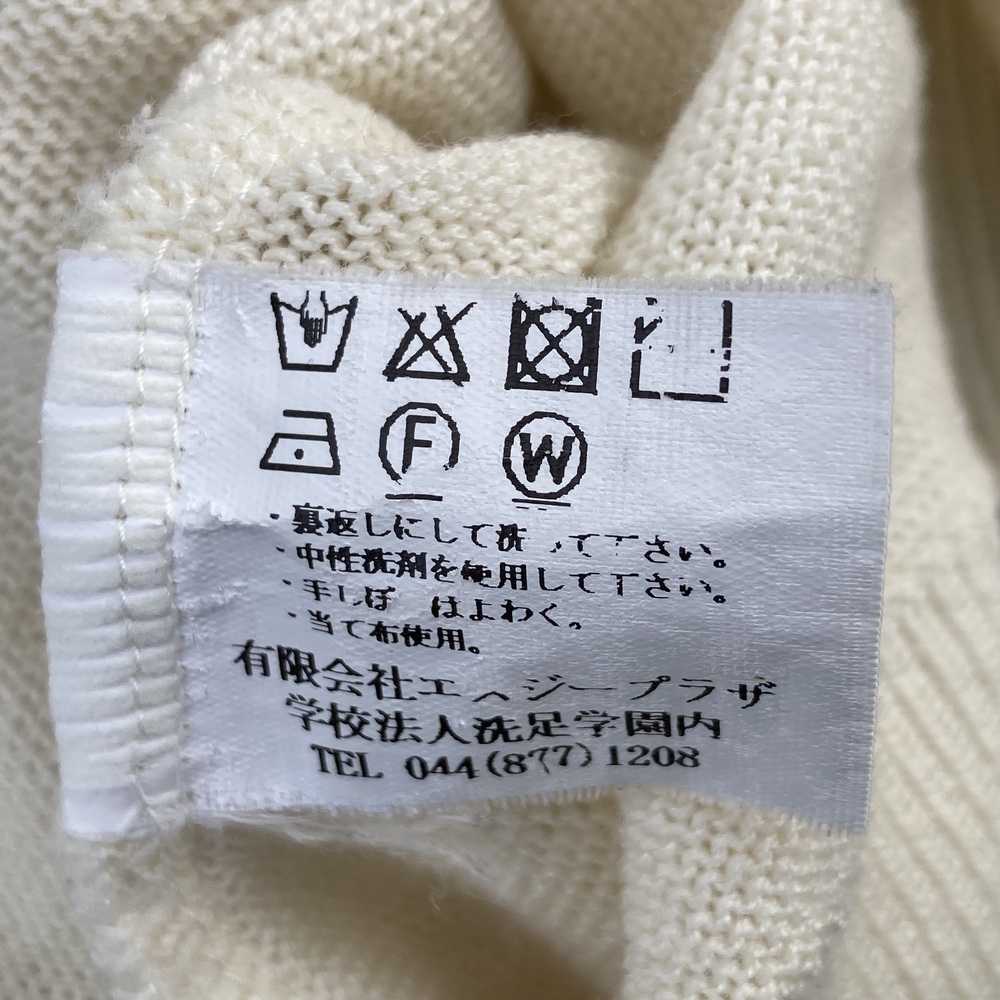 F W
・裏返しにして洗って下さい。
・中性洗剤を使用して下さい。
・手しぼ はよわく。
・当て布使用。
有限会社エ ジープラザ
学校法人洗足学園内
TEL 044(877)1208